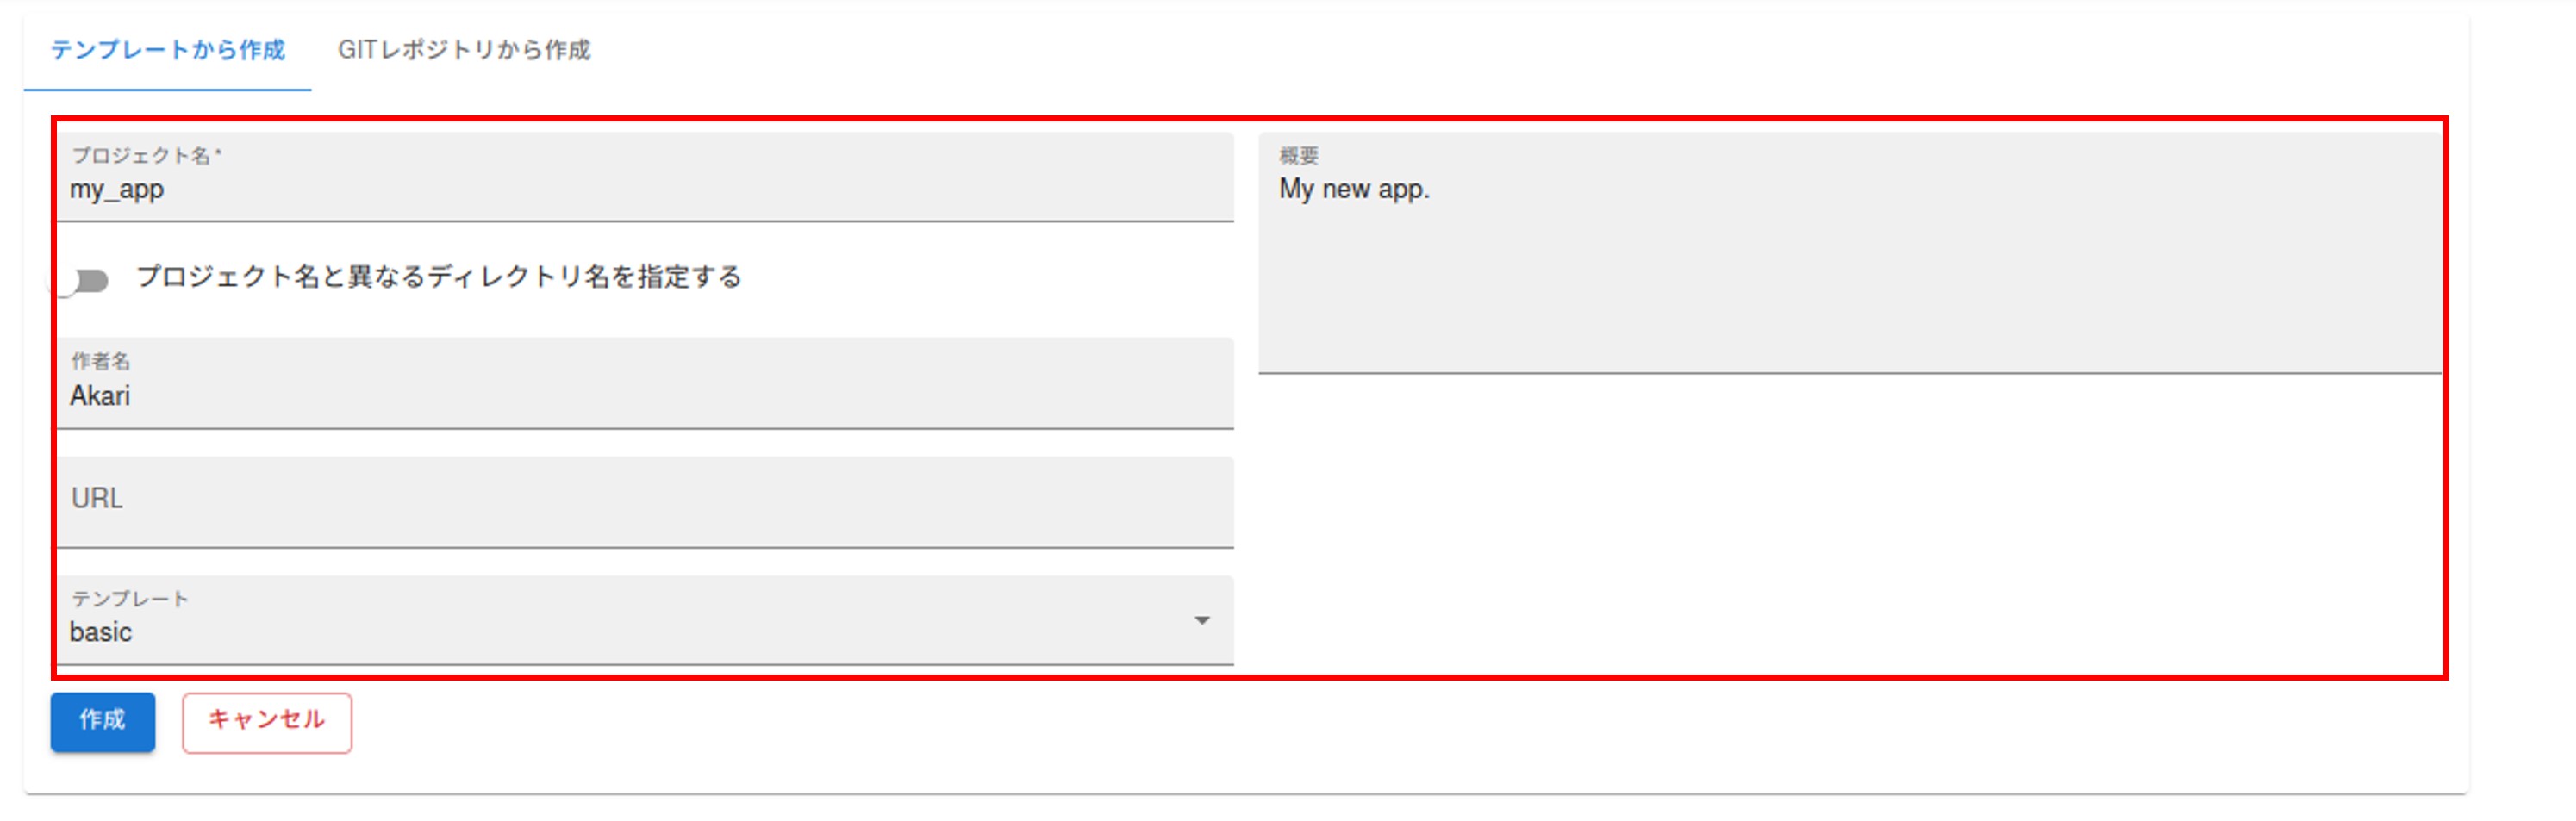 テンプレートから作成 GITレポジトリから作成
プロジェクト名 *
my_app
プロジェクト名と異なるディレクトリ名を指定する
作者名
Akari
URL
テンプレート
basic
概要
My new app.
作成 キャンセル